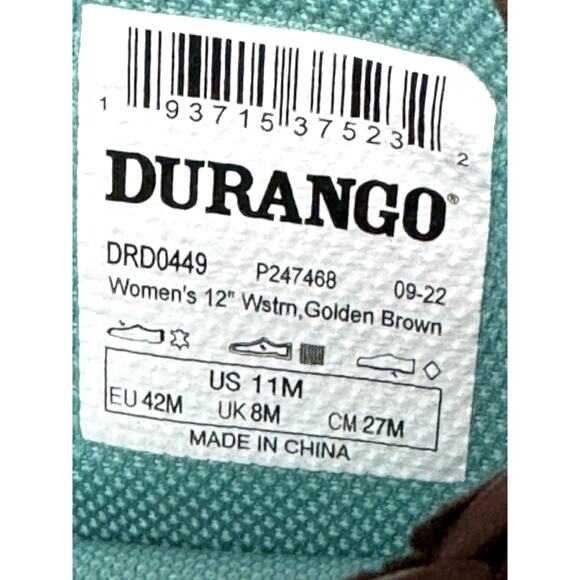 1 93715 37523 2
DURANGO®
DRD0449 P247468 09-22
Women's 12" Wstrn,Golden Brown
US 11M
EU 42M UK 8M CM 27M
MADE IN CHINA